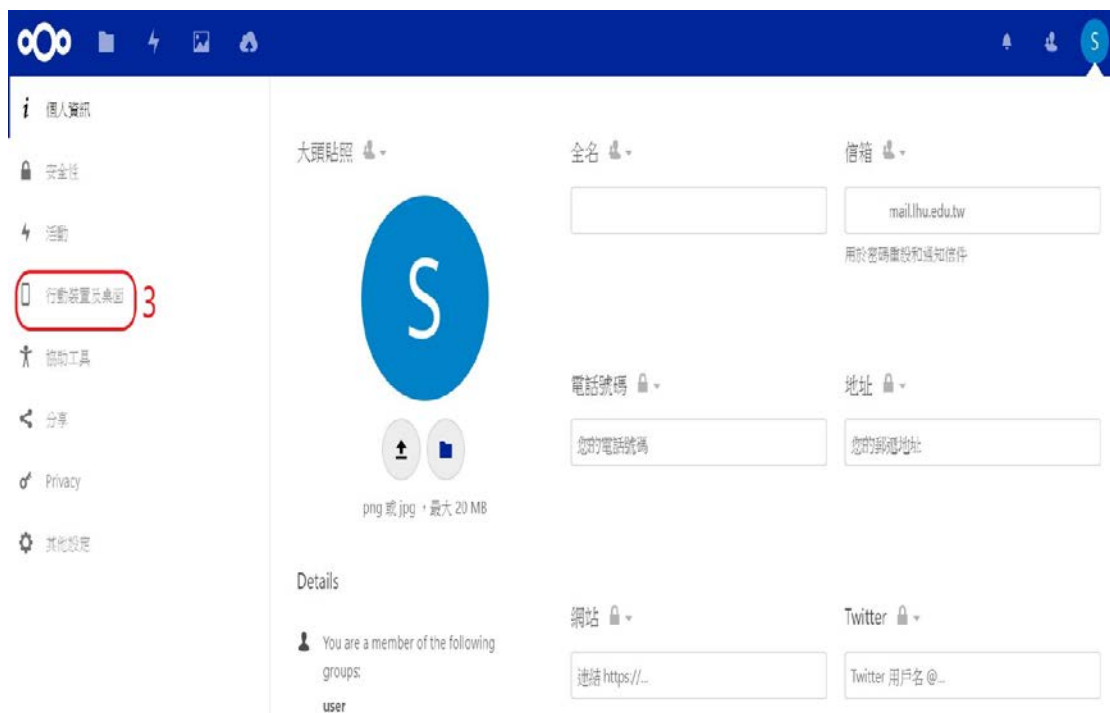 S
個人資訊
安全性
活動
行動裝置及桌面
3
協助工具
分享
Privacy
其他設定
大頭貼照
S
png 或 jpg ，最大 20 MB
Details
You are a member of the following
groups:
user
全名
信箱
mail.lhu.edu.tw
用於密碼重設和通知信件
電話號碼
您的電話號碼
地址
您的郵遞地址
網站
連結 https://...
Twitter
Twitter 用戶名 @...